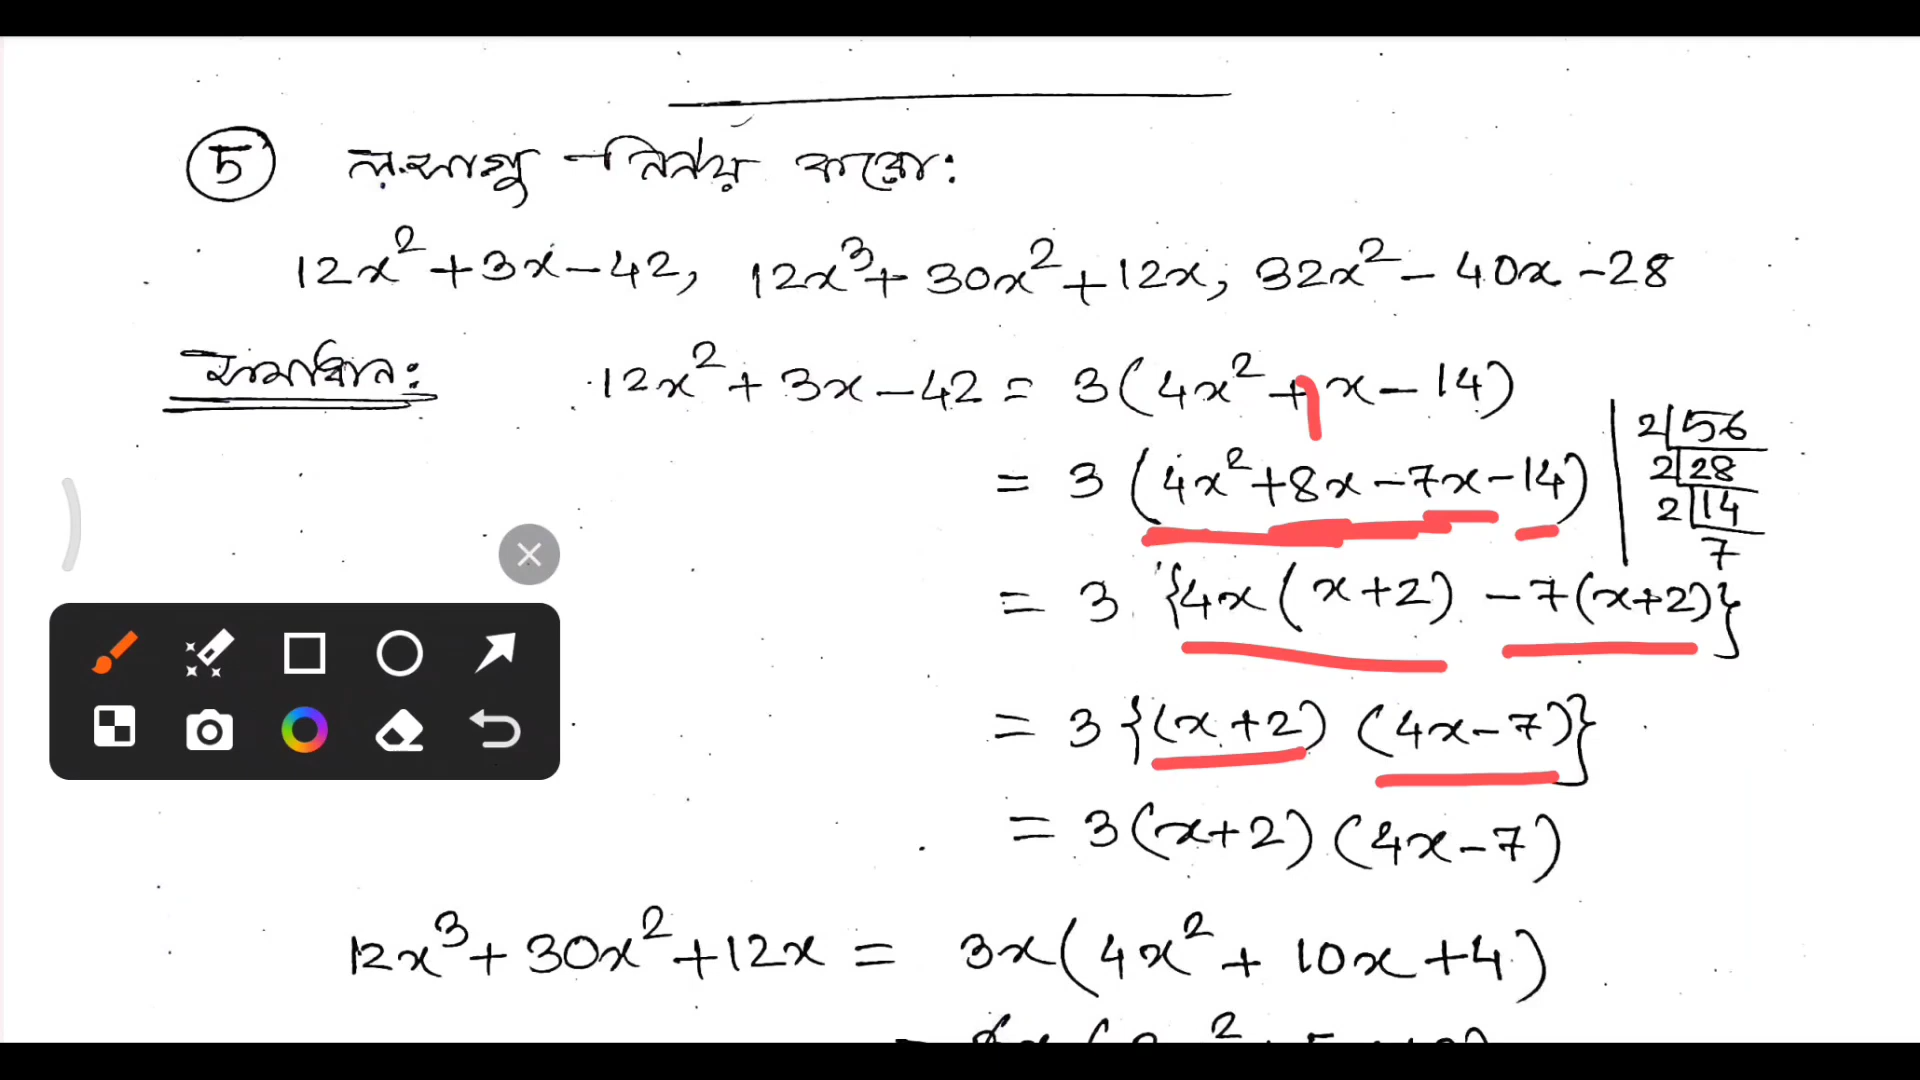 5 ল.সাগু নির্নয় করো:
12x² + 3x - 42, 12x³ + 30x² + 12x, 32x² - 40x - 28
সমাধান: 12x² + 3x - 42 = 3(4x² + x - 14)
= 3(4x² + 8x - 7x - 14)
2|56
2|28
2|14
7
= 3{4x(x+2) - 7(x+2)}
= 3{(x+2)(4x-7)}
= 3(x+2)(4x-7)
12x³ + 30x² + 12x = 3x(4x² + 10x + 4)